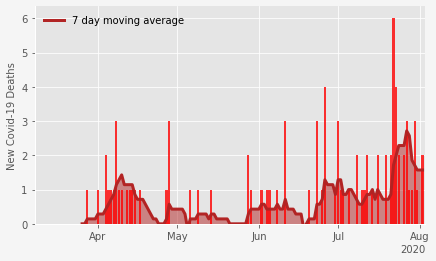 7 day moving average
New Covid-19 Deaths
6
5
4
3
2
1
0
Apr
May
Jun
Jul
Aug
2020